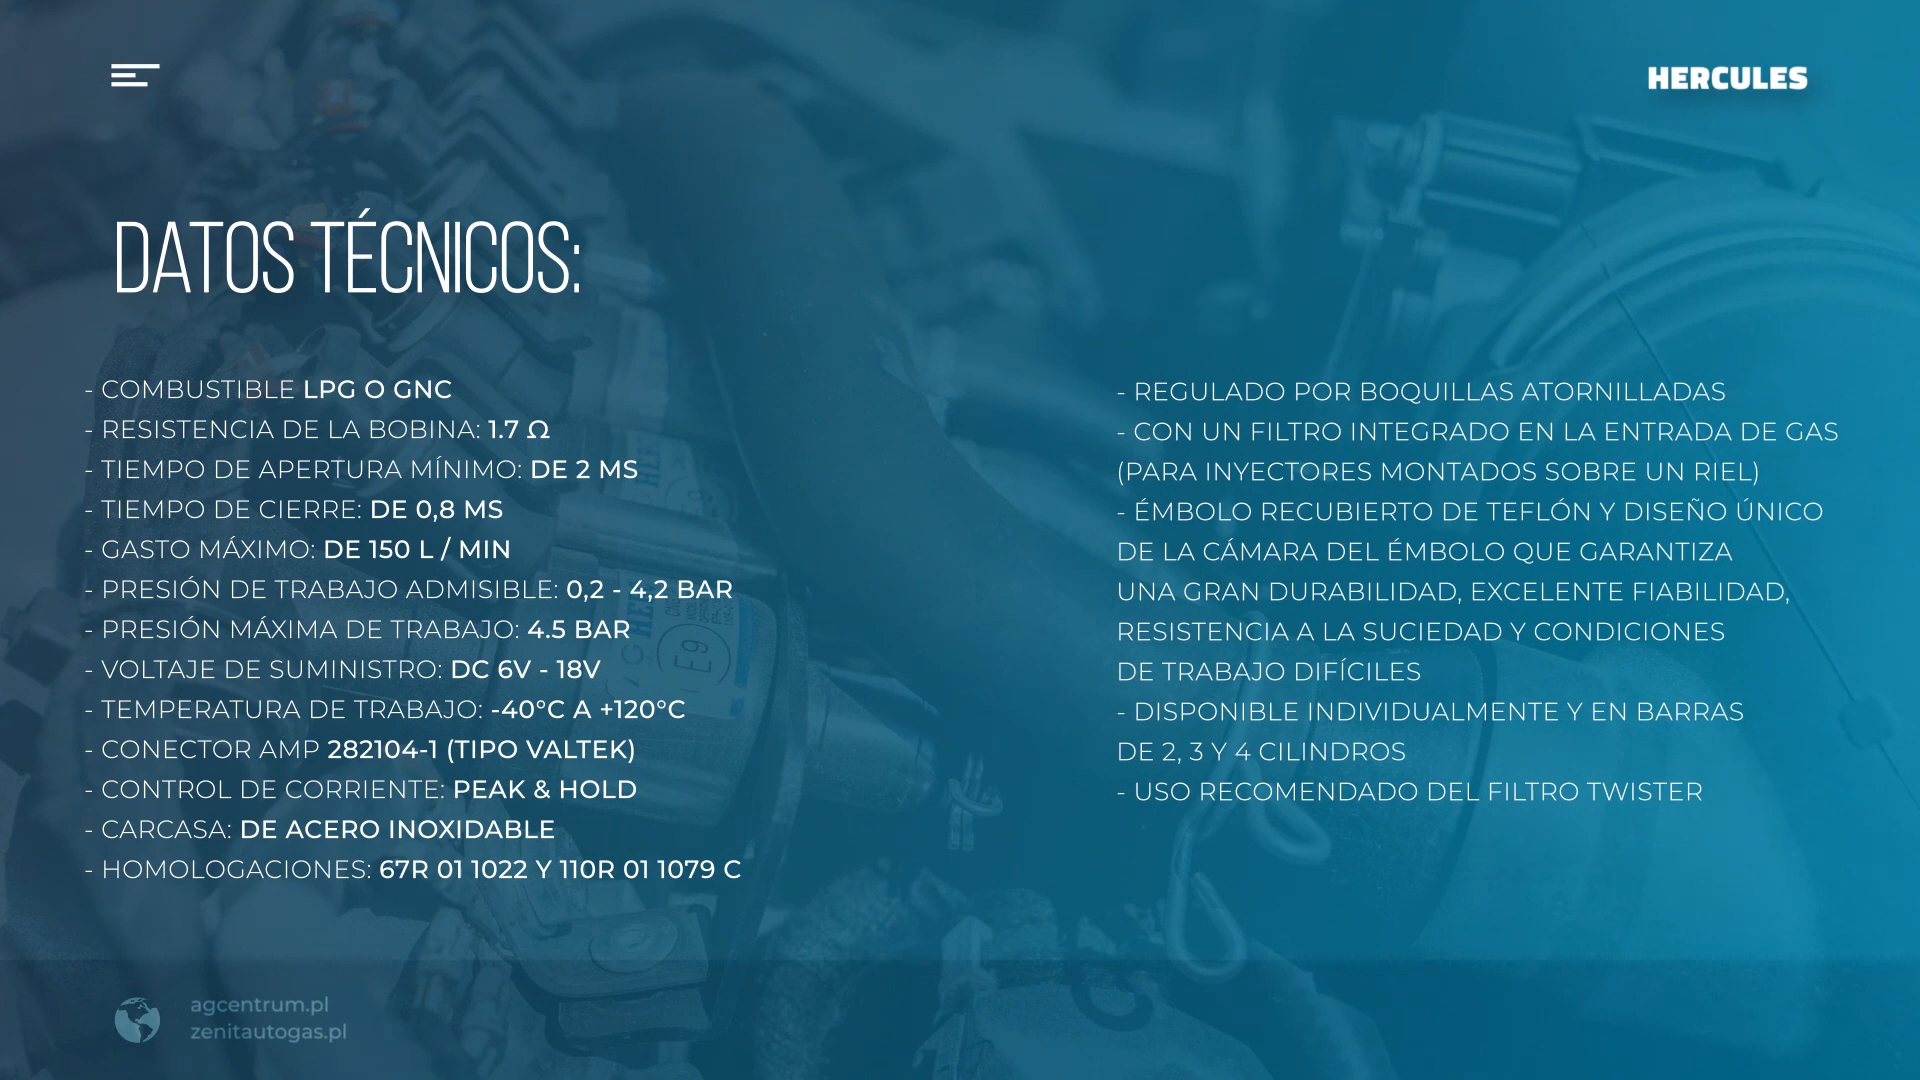 HERCULES
DATOS TÉCNICOS:
- COMBUSTIBLE LPG O GNC
- RESISTENCIA DE LA BOBINA: 1.7 Ω
- TIEMPO DE APERTURA MÍNIMO: DE 2 MS
- TIEMPO DE CIERRE: DE 0,8 MS
- GASTO MÁXIMO: DE 150 L / MIN
- PRESIÓN DE TRABAJO ADMISIBLE: 0,2 - 4,2 BAR
- PRESIÓN MÁXIMA DE TRABAJO: 4.5 BAR
- VOLTAJE DE SUMINISTRO: DC 6V - 18V
- TEMPERATURA DE TRABAJO: -40°C A +120°C
- CONECTOR AMP 282104-1 (TIPO VALTEK)
- CONTROL DE CORRIENTE: PEAK & HOLD
- CARCASA: DE ACERO INOXIDABLE
- HOMOLOGACIONES: 67R 01 1022 Y 110R 01 1079 C
- REGULADO POR BOQUILLAS ATORNILLADAS
- CON UN FILTRO INTEGRADO EN LA ENTRADA DE GAS
(PARA INYECTORES MONTADOS SOBRE UN RIEL)
- ÉMBOLO RECUBIERTO DE TEFLÓN Y DISEÑO ÚNICO
DE LA CÁMARA DEL ÉMBOLO QUE GARANTIZA
UNA GRAN DURABILIDAD, EXCELENTE FIABILIDAD,
RESISTENCIA A LA SUCIEDAD Y CONDICIONES
DE TRABAJO DIFÍCILES
- DISPONIBLE INDIVIDUALMENTE Y EN BARRAS
DE 2, 3 Y 4 CILINDROS
- USO RECOMENDADO DEL FILTRO TWISTER
E9
agcentrum.pl
zenitautogas.pl